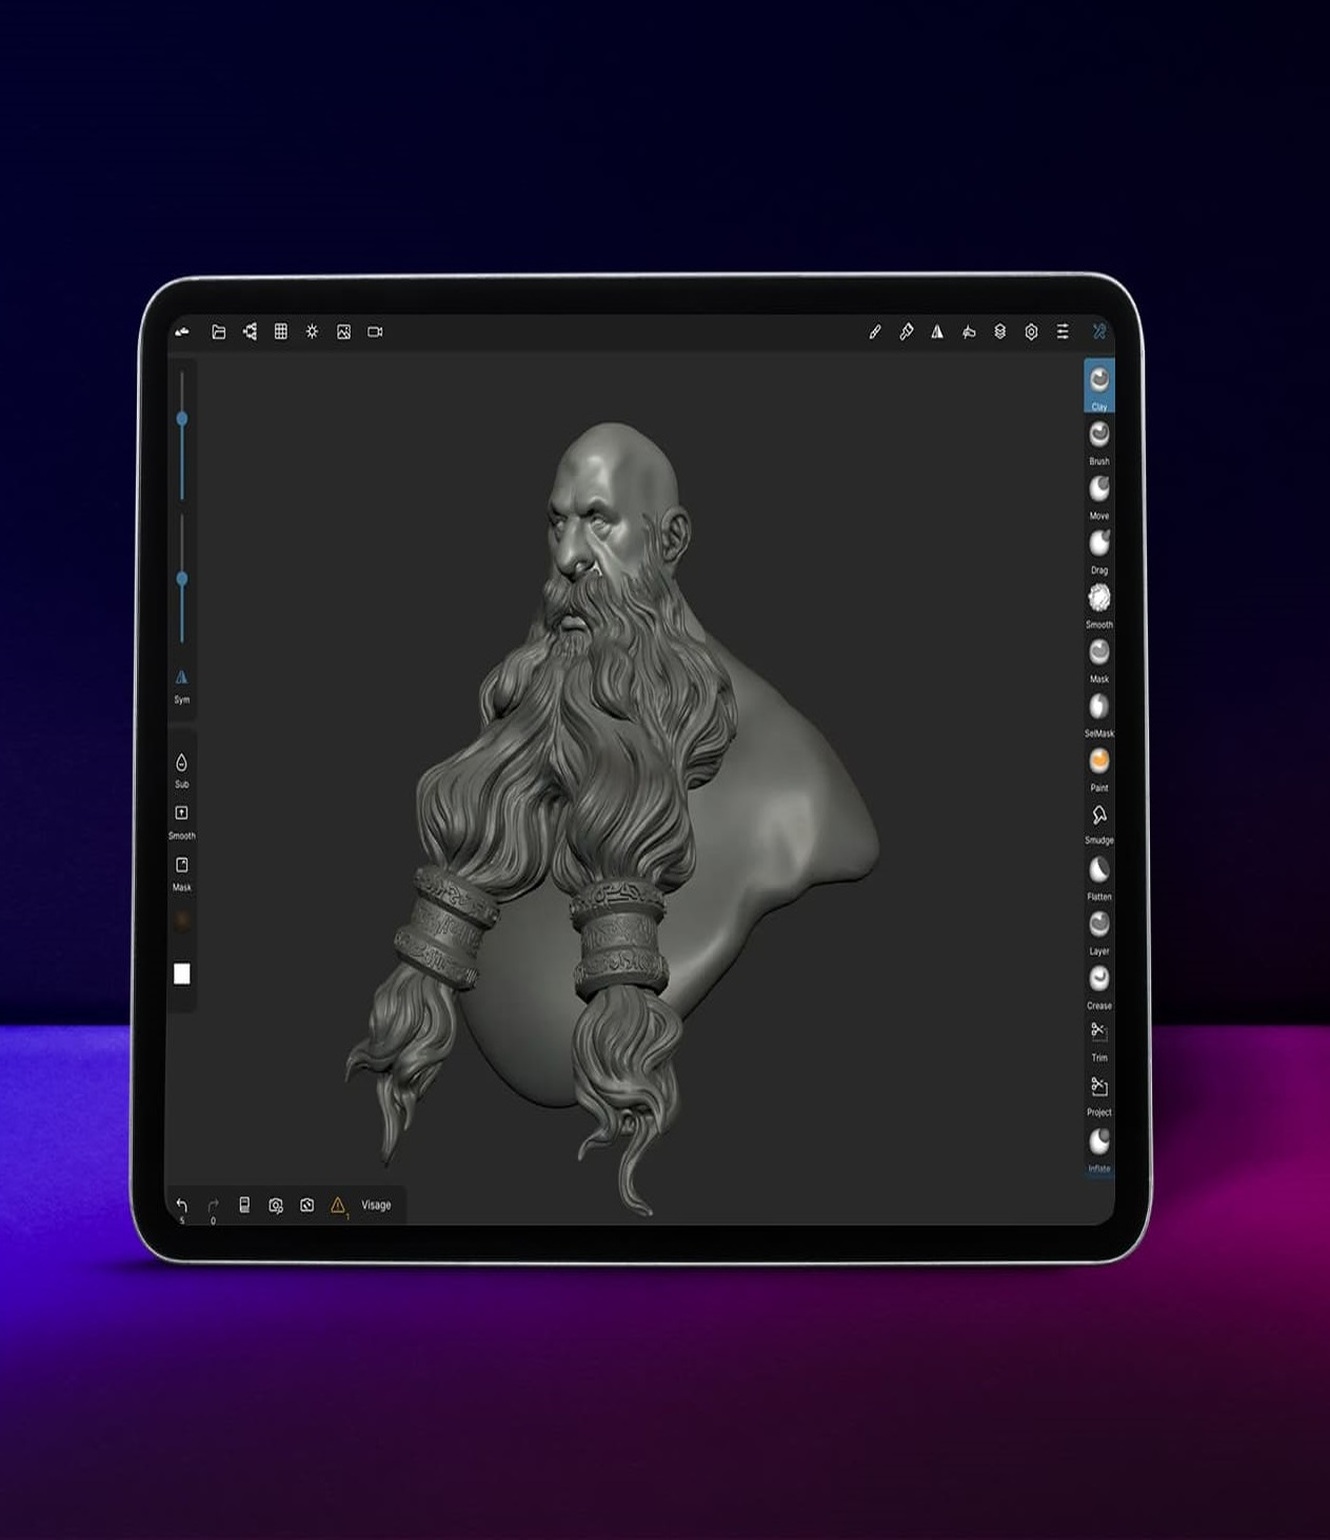 Sym
Sub
Smooth
Mask
5
0
1
Visage
Clay
Brush
Move
Drag
Smooth
Mask
SelMask
Paint
Smudge
Flatten
Layer
Crease
Trim
Project
Inflate